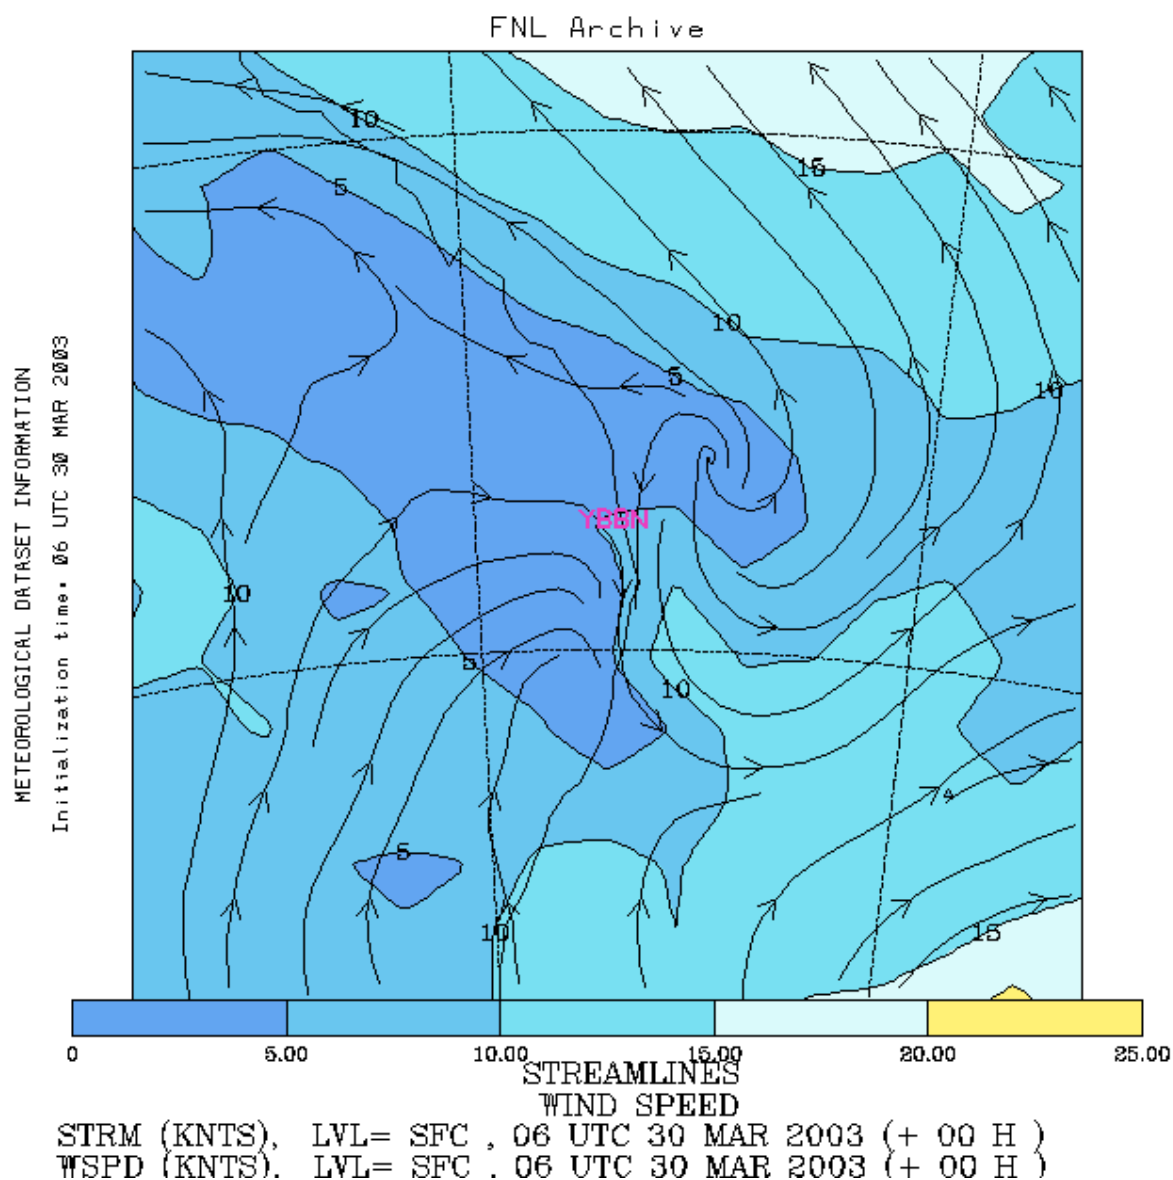 FNL Archive
10
5
15
10
5
10
YBBN
10
5
10
5
10
15
METEOROLOGICAL DATASET INFORMATION
Initialization time: 06 UTC 30 MAR 2003
0 5.00 10.00 15.00 20.00 25.00
STREAMLINES
WIND SPEED
STRM (KNTS), LVL= SFC , 06 UTC 30 MAR 2003 (+ 00 H )
WSPD (KNTS), LVL= SFC , 06 UTC 30 MAR 2003 (+ 00 H )